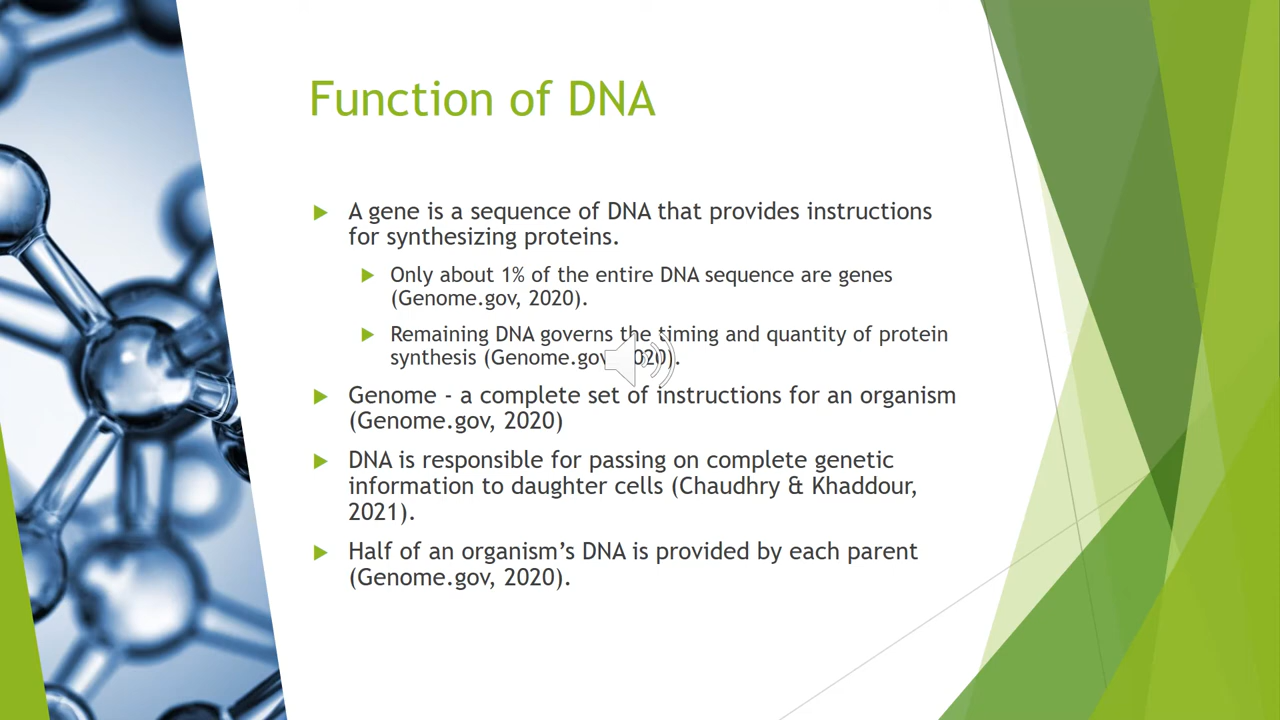 Function of DNA
A gene is a sequence of DNA that provides instructions
for synthesizing proteins.
Only about 1% of the entire DNA sequence are genes
(Genome.gov, 2020).
Remaining DNA governs the timing and quantity of protein
synthesis (Genome.gov, 2020).
Genome - a complete set of instructions for an organism
(Genome.gov, 2020)
DNA is responsible for passing on complete genetic
information to daughter cells (Chaudhry & Khaddour,
2021).
Half of an organism’s DNA is provided by each parent
(Genome.gov, 2020).